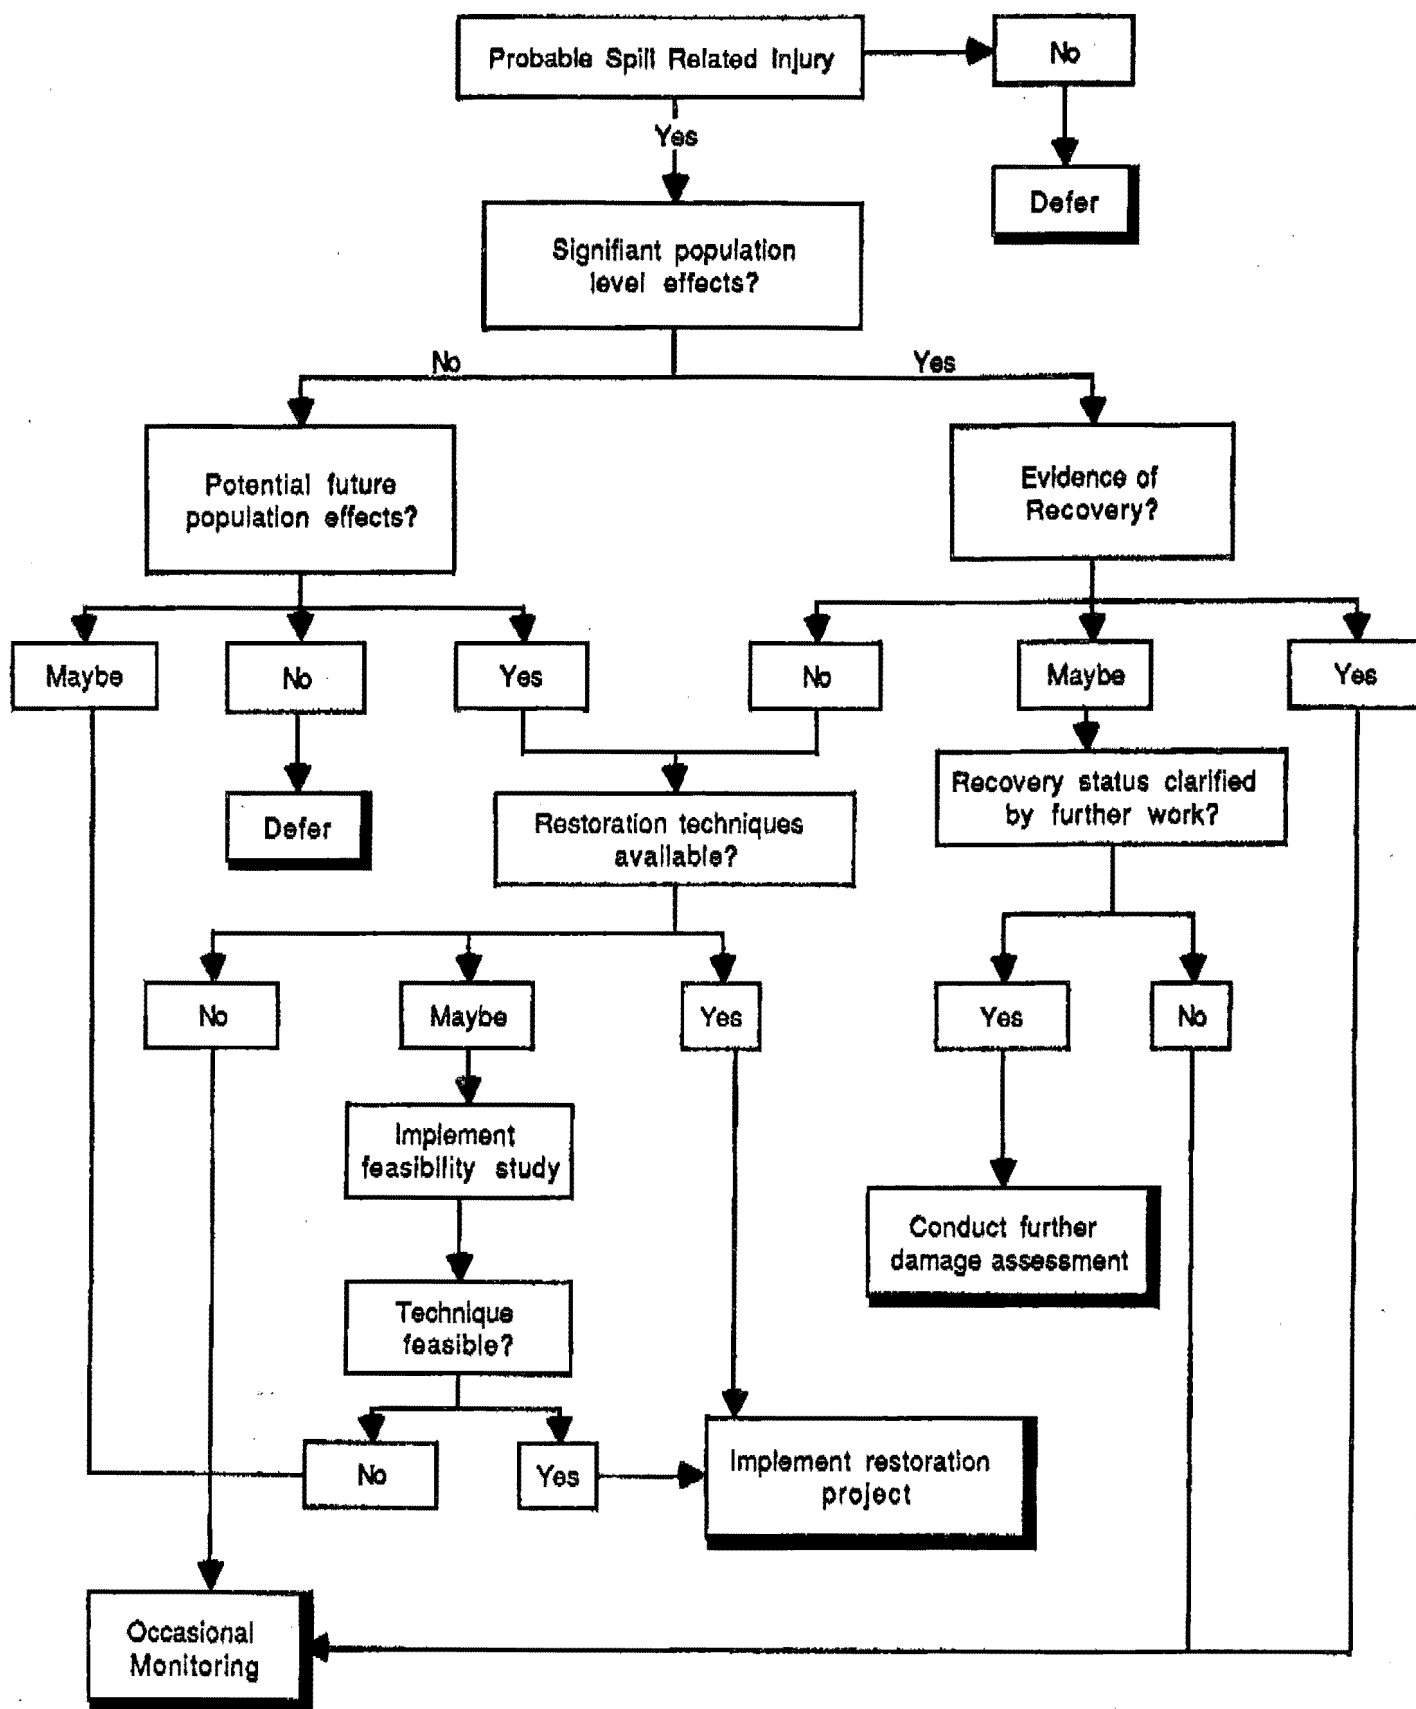 Probable Spill Related Injury
No
Yes
Defer
Signifiant population
level effects?
No
Yes
Potential future
population effects?
Evidence of
Recovery?
Maybe
No
Yes
No
Maybe
Yes
Defer
Restoration techniques
available?
Recovery status clarified
by further work?
No
Maybe
Yes
Yes
No
Implement
feasibility study
Conduct further
damage assessment
Technique
feasible?
No
Yes
Implement restoration
project
Occasional
Monitoring